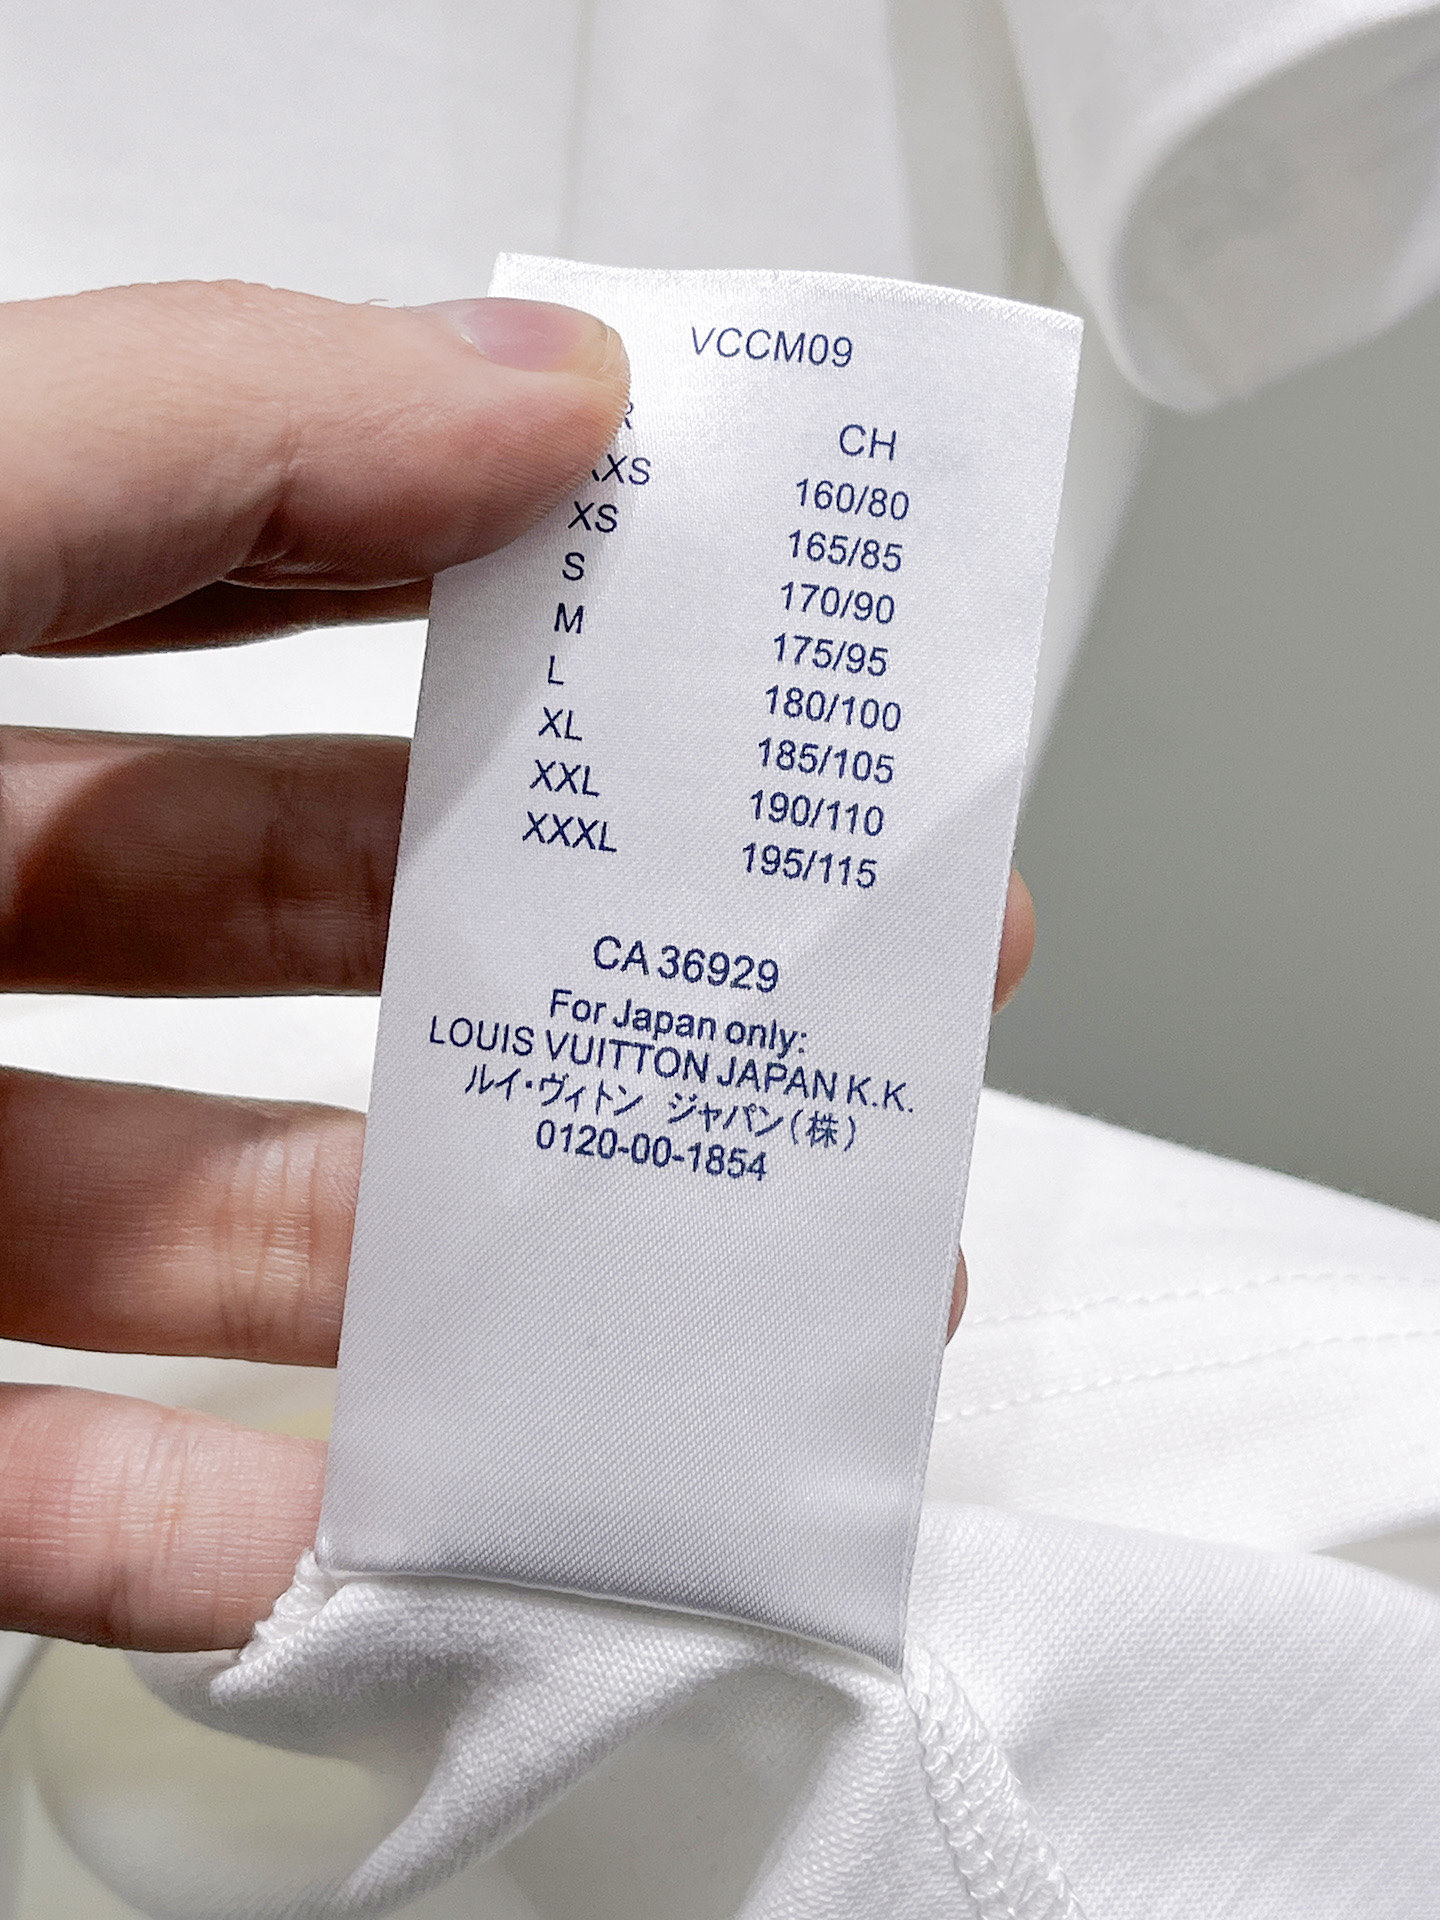 VCCM09
CH
XXS 160/80
XS 165/85
S 170/90
M 175/95
L 180/100
XL 185/105
XXL 190/110
XXXL 195/115
CA 36929
For Japan only:
LOUIS VUITTON JAPAN K.K.
ルイ・ヴィトン ジャパン(株)
0120-00-1854